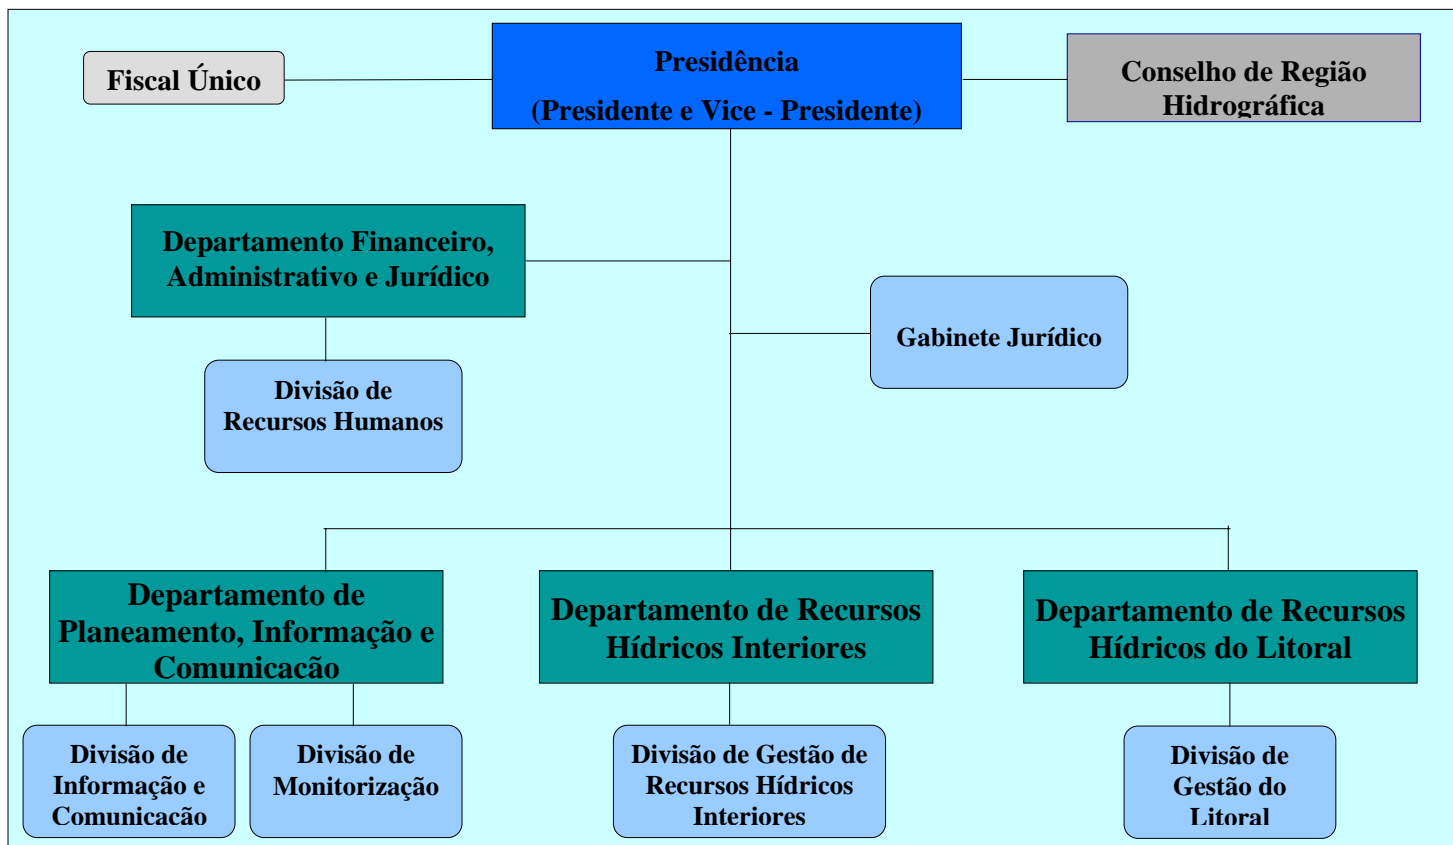 Fiscal Único
Presidência
(Presidente e Vice - Presidente)
Conselho de Região
Hidrográfica
Departamento Financeiro,
Administrativo e Jurídico
Gabinete Jurídico
Divisão de
Recursos Humanos
Departamento de
Planeamento, Informação e
Comunicação
Departamento de Recursos
Hídricos Interiores
Departamento de Recursos
Hídricos do Litoral
Divisão de
Informação e
Comunicação
Divisão de
Monitorização
Divisão de Gestão de
Recursos Hídricos
Interiores
Divisão de
Gestão do
Litoral